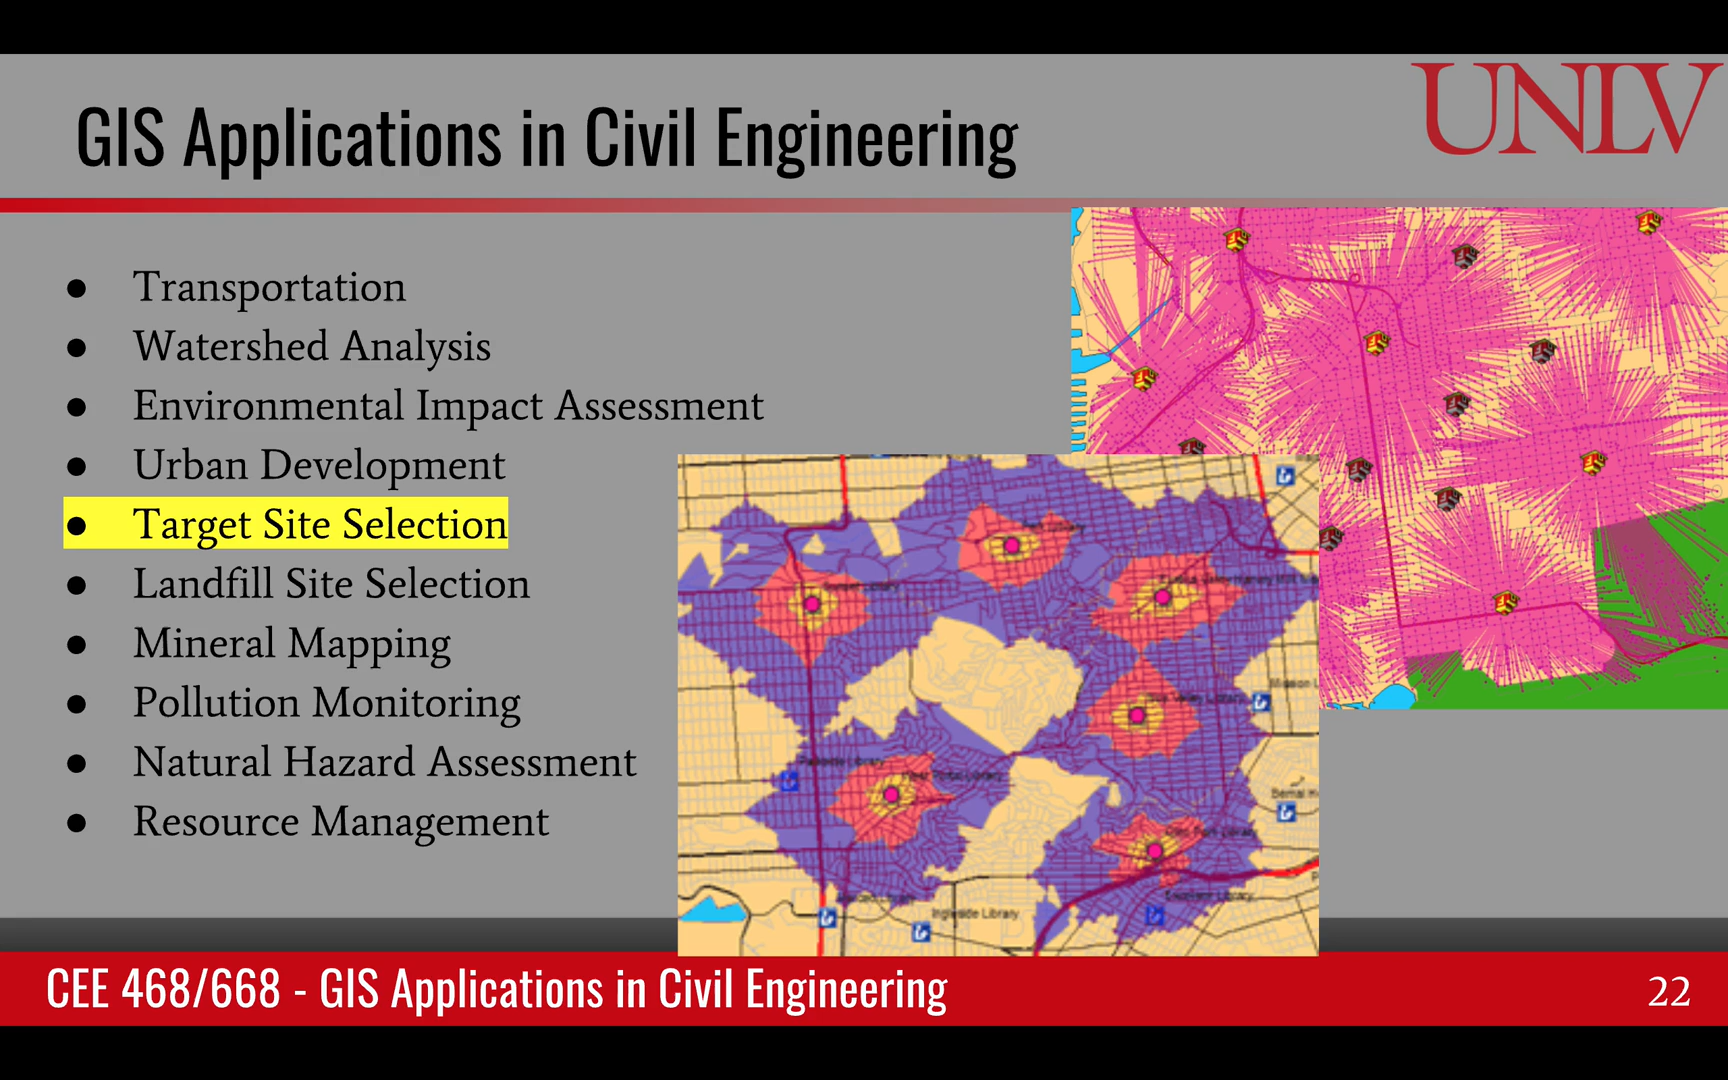 UNLV
GIS Applications in Civil Engineering
● Transportation
● Watershed Analysis
● Environmental Impact Assessment
● Urban Development
● Target Site Selection
● Landfill Site Selection
● Mineral Mapping
● Pollution Monitoring
● Natural Hazard Assessment
● Resource Management
Ingleside Library
CEE 468/668 - GIS Applications in Civil Engineering
22